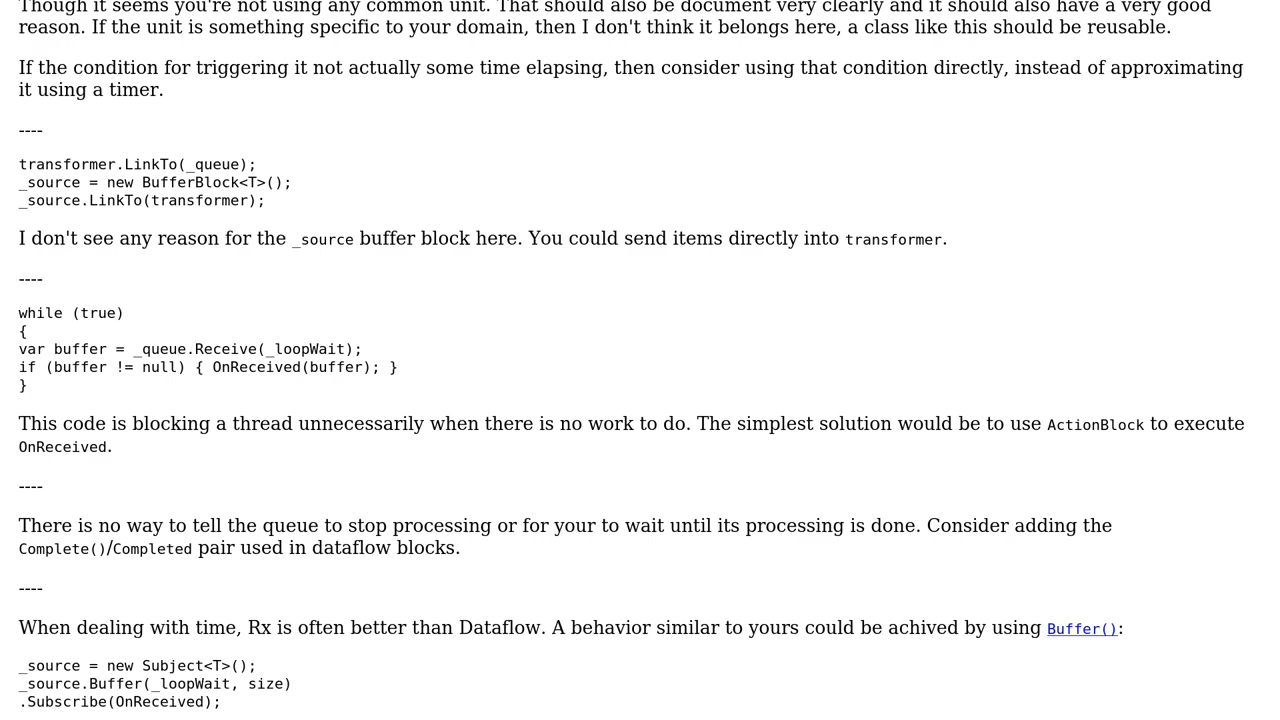 Though it seems you're not using any common unit. That should also be document very clearly and it should also have a very good
reason. If the unit is something specific to your domain, then I don't think it belongs here, a class like this should be reusable.
If the condition for triggering it not actually some time elapsing, then consider using that condition directly, instead of approximating
it using a timer.
----
transformer.LinkTo(_queue);
_source = new BufferBlock<T>();
_source.LinkTo(transformer);
I don't see any reason for the _source buffer block here. You could send items directly into transformer.
----
while (true)
{
var buffer = _queue.Receive(_loopWait);
if (buffer != null) { OnReceived(buffer); }
}
This code is blocking a thread unnecessarily when there is no work to do. The simplest solution would be to use ActionBlock to execute
OnReceived.
----
There is no way to tell the queue to stop processing or for your to wait until its processing is done. Consider adding the
Complete()/Completed pair used in dataflow blocks.
----
When dealing with time, Rx is often better than Dataflow. A behavior similar to yours could be achived by using Buffer():
_source = new Subject<T>();
_source.Buffer(_loopWait, size)
.Subscribe(OnReceived);